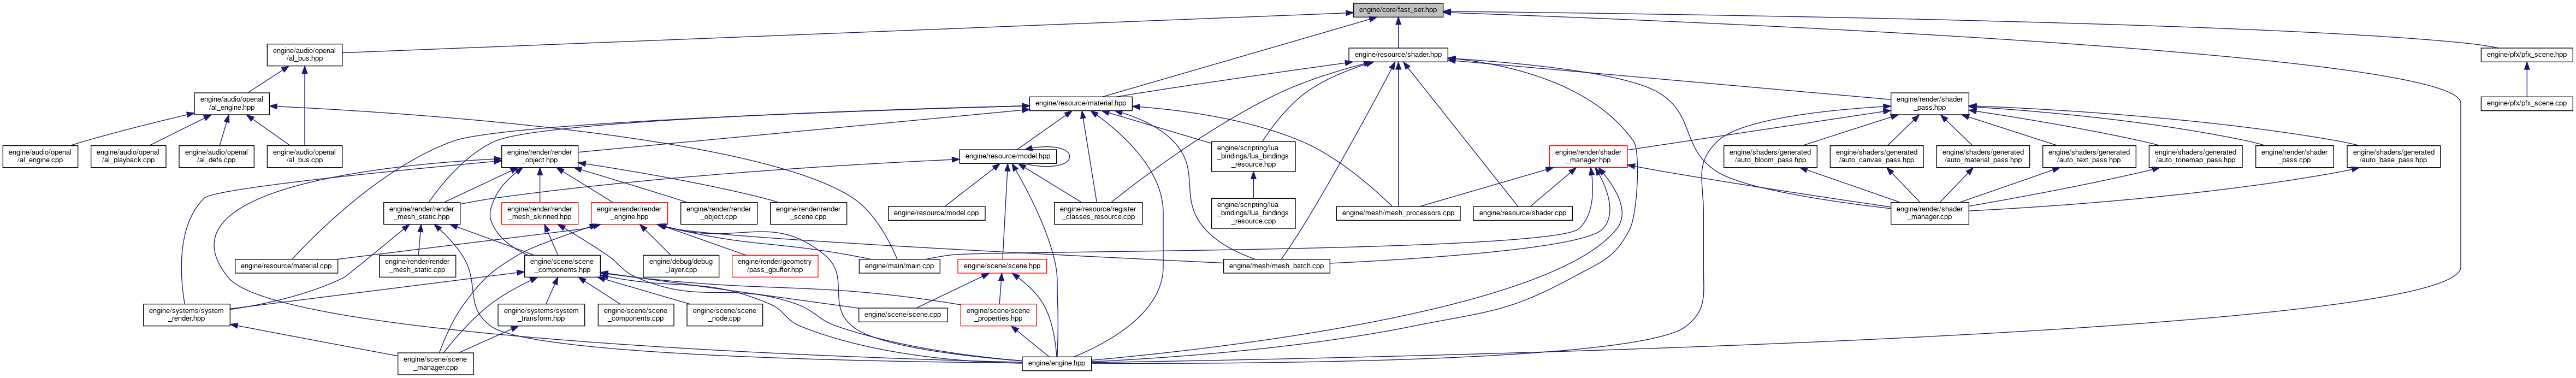 engine/core/fast_set.hpp
engine/audio/openal
/al_bus.hpp
engine/resource/shader.hpp
engine/pfx/pfx_scene.hpp
engine/audio/openal
/al_engine.hpp
engine/resource/material.hpp
engine/render/shader
_pass.hpp
engine/pfx/pfx_scene.cpp
engine/audio/openal
/al_engine.cpp
engine/audio/openal
/al_playback.cpp
engine/audio/openal
/al_defs.cpp
engine/audio/openal
/al_bus.cpp
engine/render/render
_object.hpp
engine/resource/model.hpp
engine/scripting/lua
_bindings/lua_bindings
_resource.hpp
engine/render/shader
_manager.hpp
engine/shaders/generated
/auto_bloom_pass.hpp
engine/shaders/generated
/auto_canvas_pass.hpp
engine/shaders/generated
/auto_material_pass.hpp
engine/shaders/generated
/auto_text_pass.hpp
engine/shaders/generated
/auto_tonemap_pass.hpp
engine/render/shader
_pass.cpp
engine/shaders/generated
/auto_base_pass.hpp
engine/render/render
_mesh_static.hpp
engine/render/render
_mesh_skinned.hpp
engine/render/render
_engine.hpp
engine/render/render
_object.cpp
engine/render/render
_scene.cpp
engine/resource/model.cpp
engine/resource/register
_classes_resource.cpp
engine/scripting/lua
_bindings/lua_bindings
_resource.cpp
engine/mesh/mesh_processors.cpp
engine/resource/shader.cpp
engine/render/shader
_manager.cpp
engine/resource/material.cpp
engine/render/render
_mesh_static.cpp
engine/scene/scene
_components.hpp
engine/debug/debug
_layer.cpp
engine/render/geometry
/pass_gbuffer.hpp
engine/main/main.cpp
engine/scene/scene.hpp
engine/mesh/mesh_batch.cpp
engine/systems/system
_render.hpp
engine/systems/system
_transform.hpp
engine/scene/scene
_components.cpp
engine/scene/scene
_node.cpp
engine/scene/scene.cpp
engine/scene/scene
_properties.hpp
engine/scene/scene
_manager.cpp
engine/engine.hpp